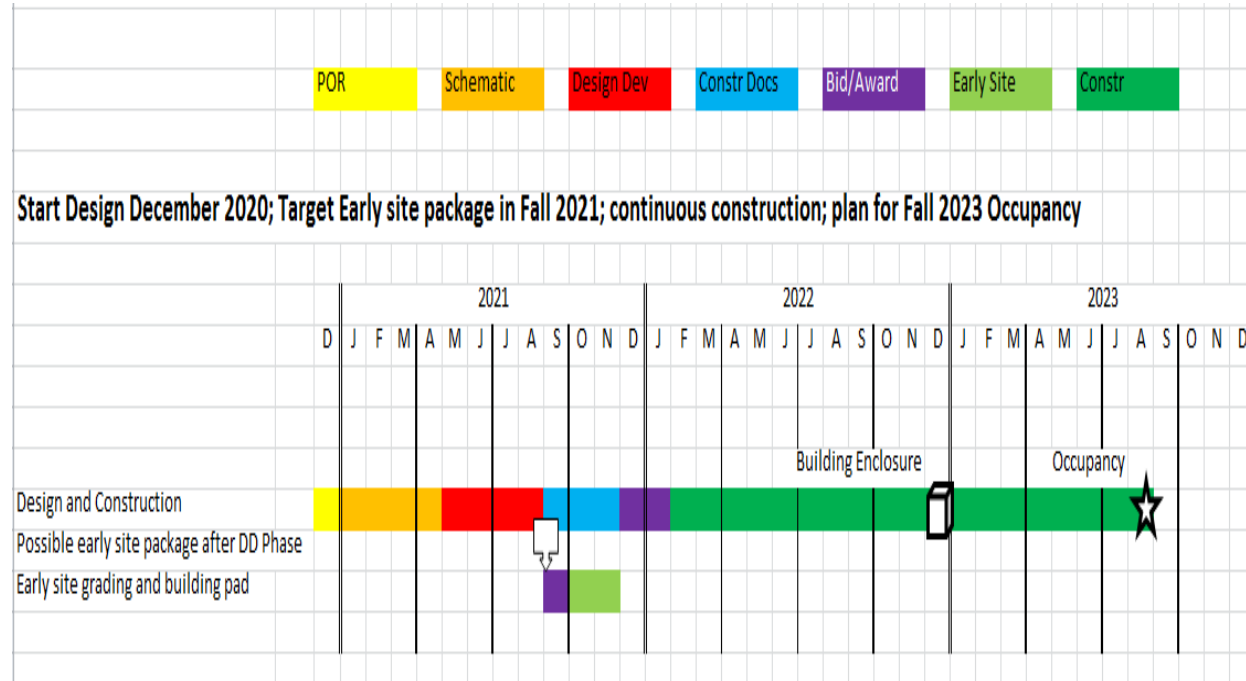 POR Schematic Design Dev Constr Docs Bid/Award Early Site Constr
Start Design December 2020; Target Early site package in Fall 2021; continuous construction; plan for Fall 2023 Occupancy
2021 2022 2023
D J F M A M J J A S O N D J F M A M J J A S O N D J F M A M J J A S O N D
Building Enclosure Occupancy
Design and Construction
Possible early site package after DD Phase
Early site grading and building pad